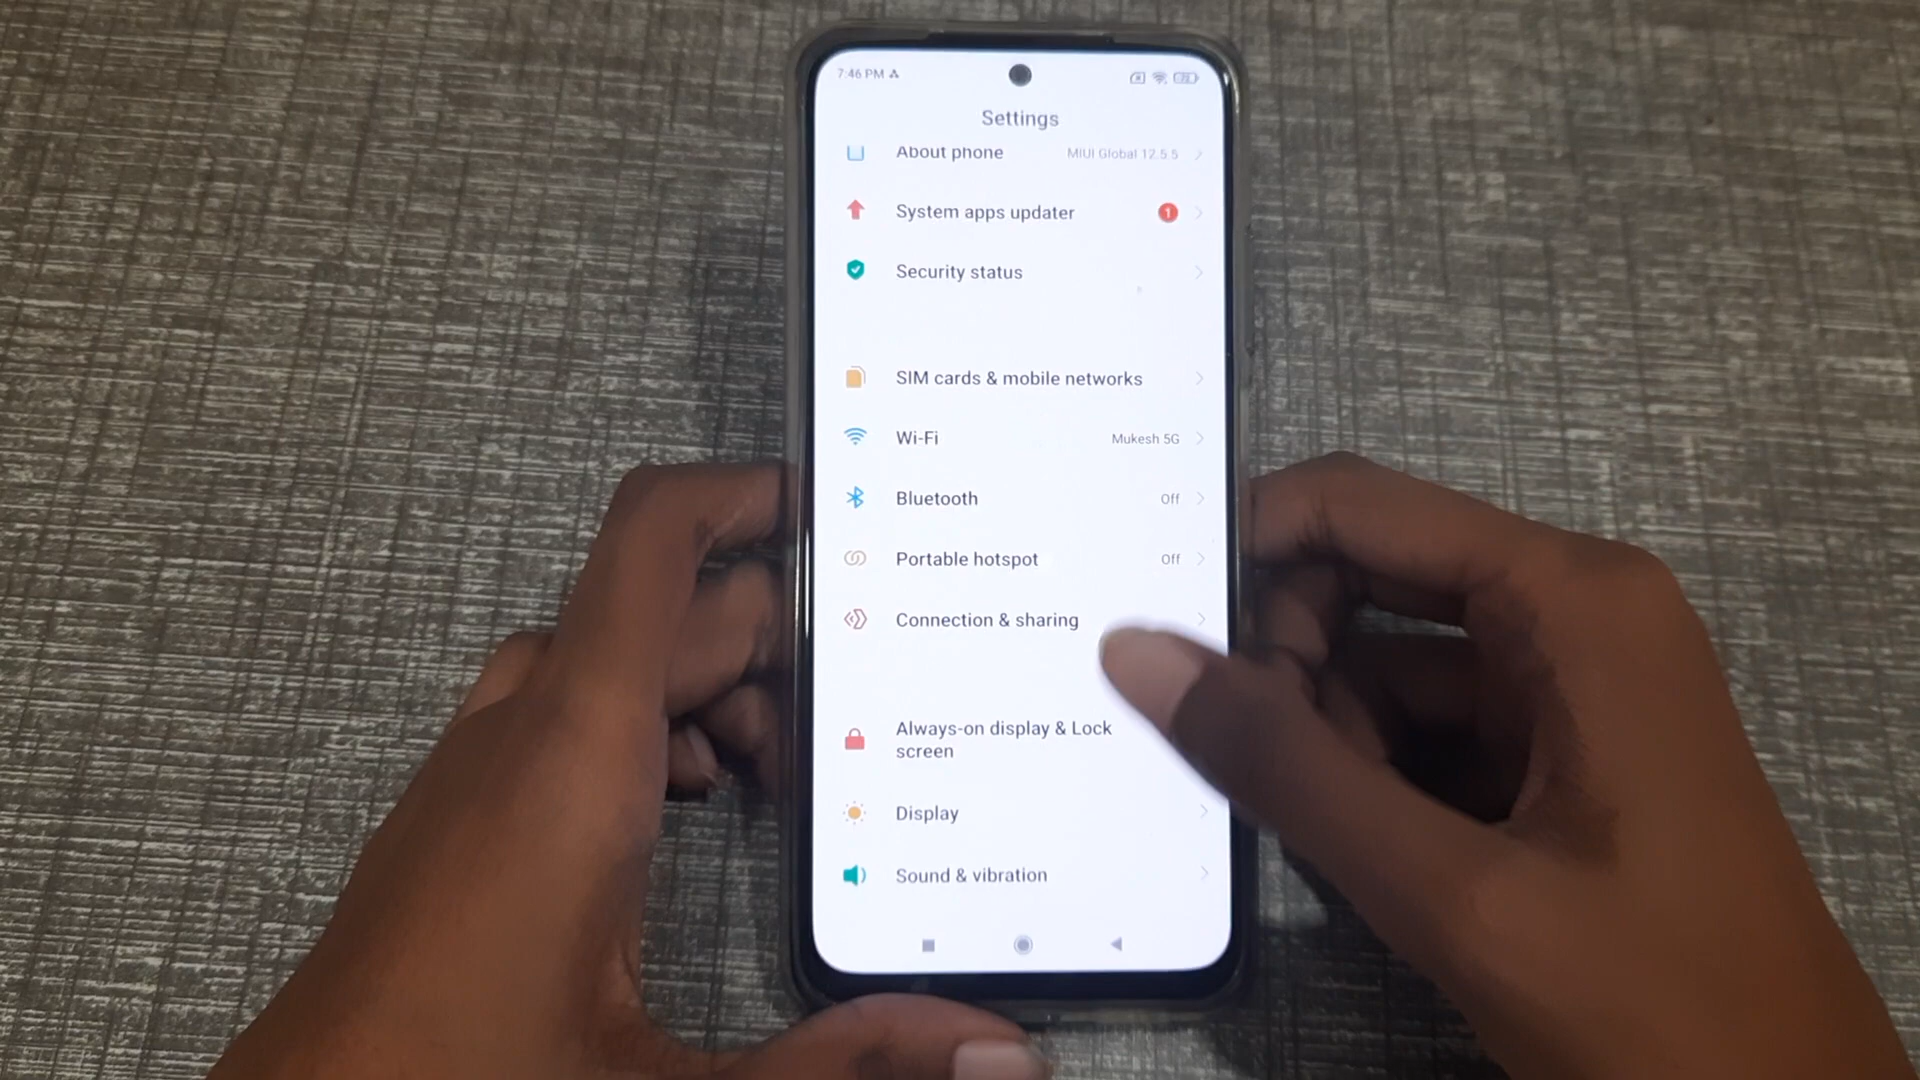 7:46 PM
Settings
About phone MIUI Global 12.5.5
System apps updater 1
Security status
SIM cards & mobile networks
Wi-Fi Mukesh 5G
Bluetooth Off
Portable hotspot Off
Connection & sharing
Always-on display & Lock
screen
Display
Sound & vibration